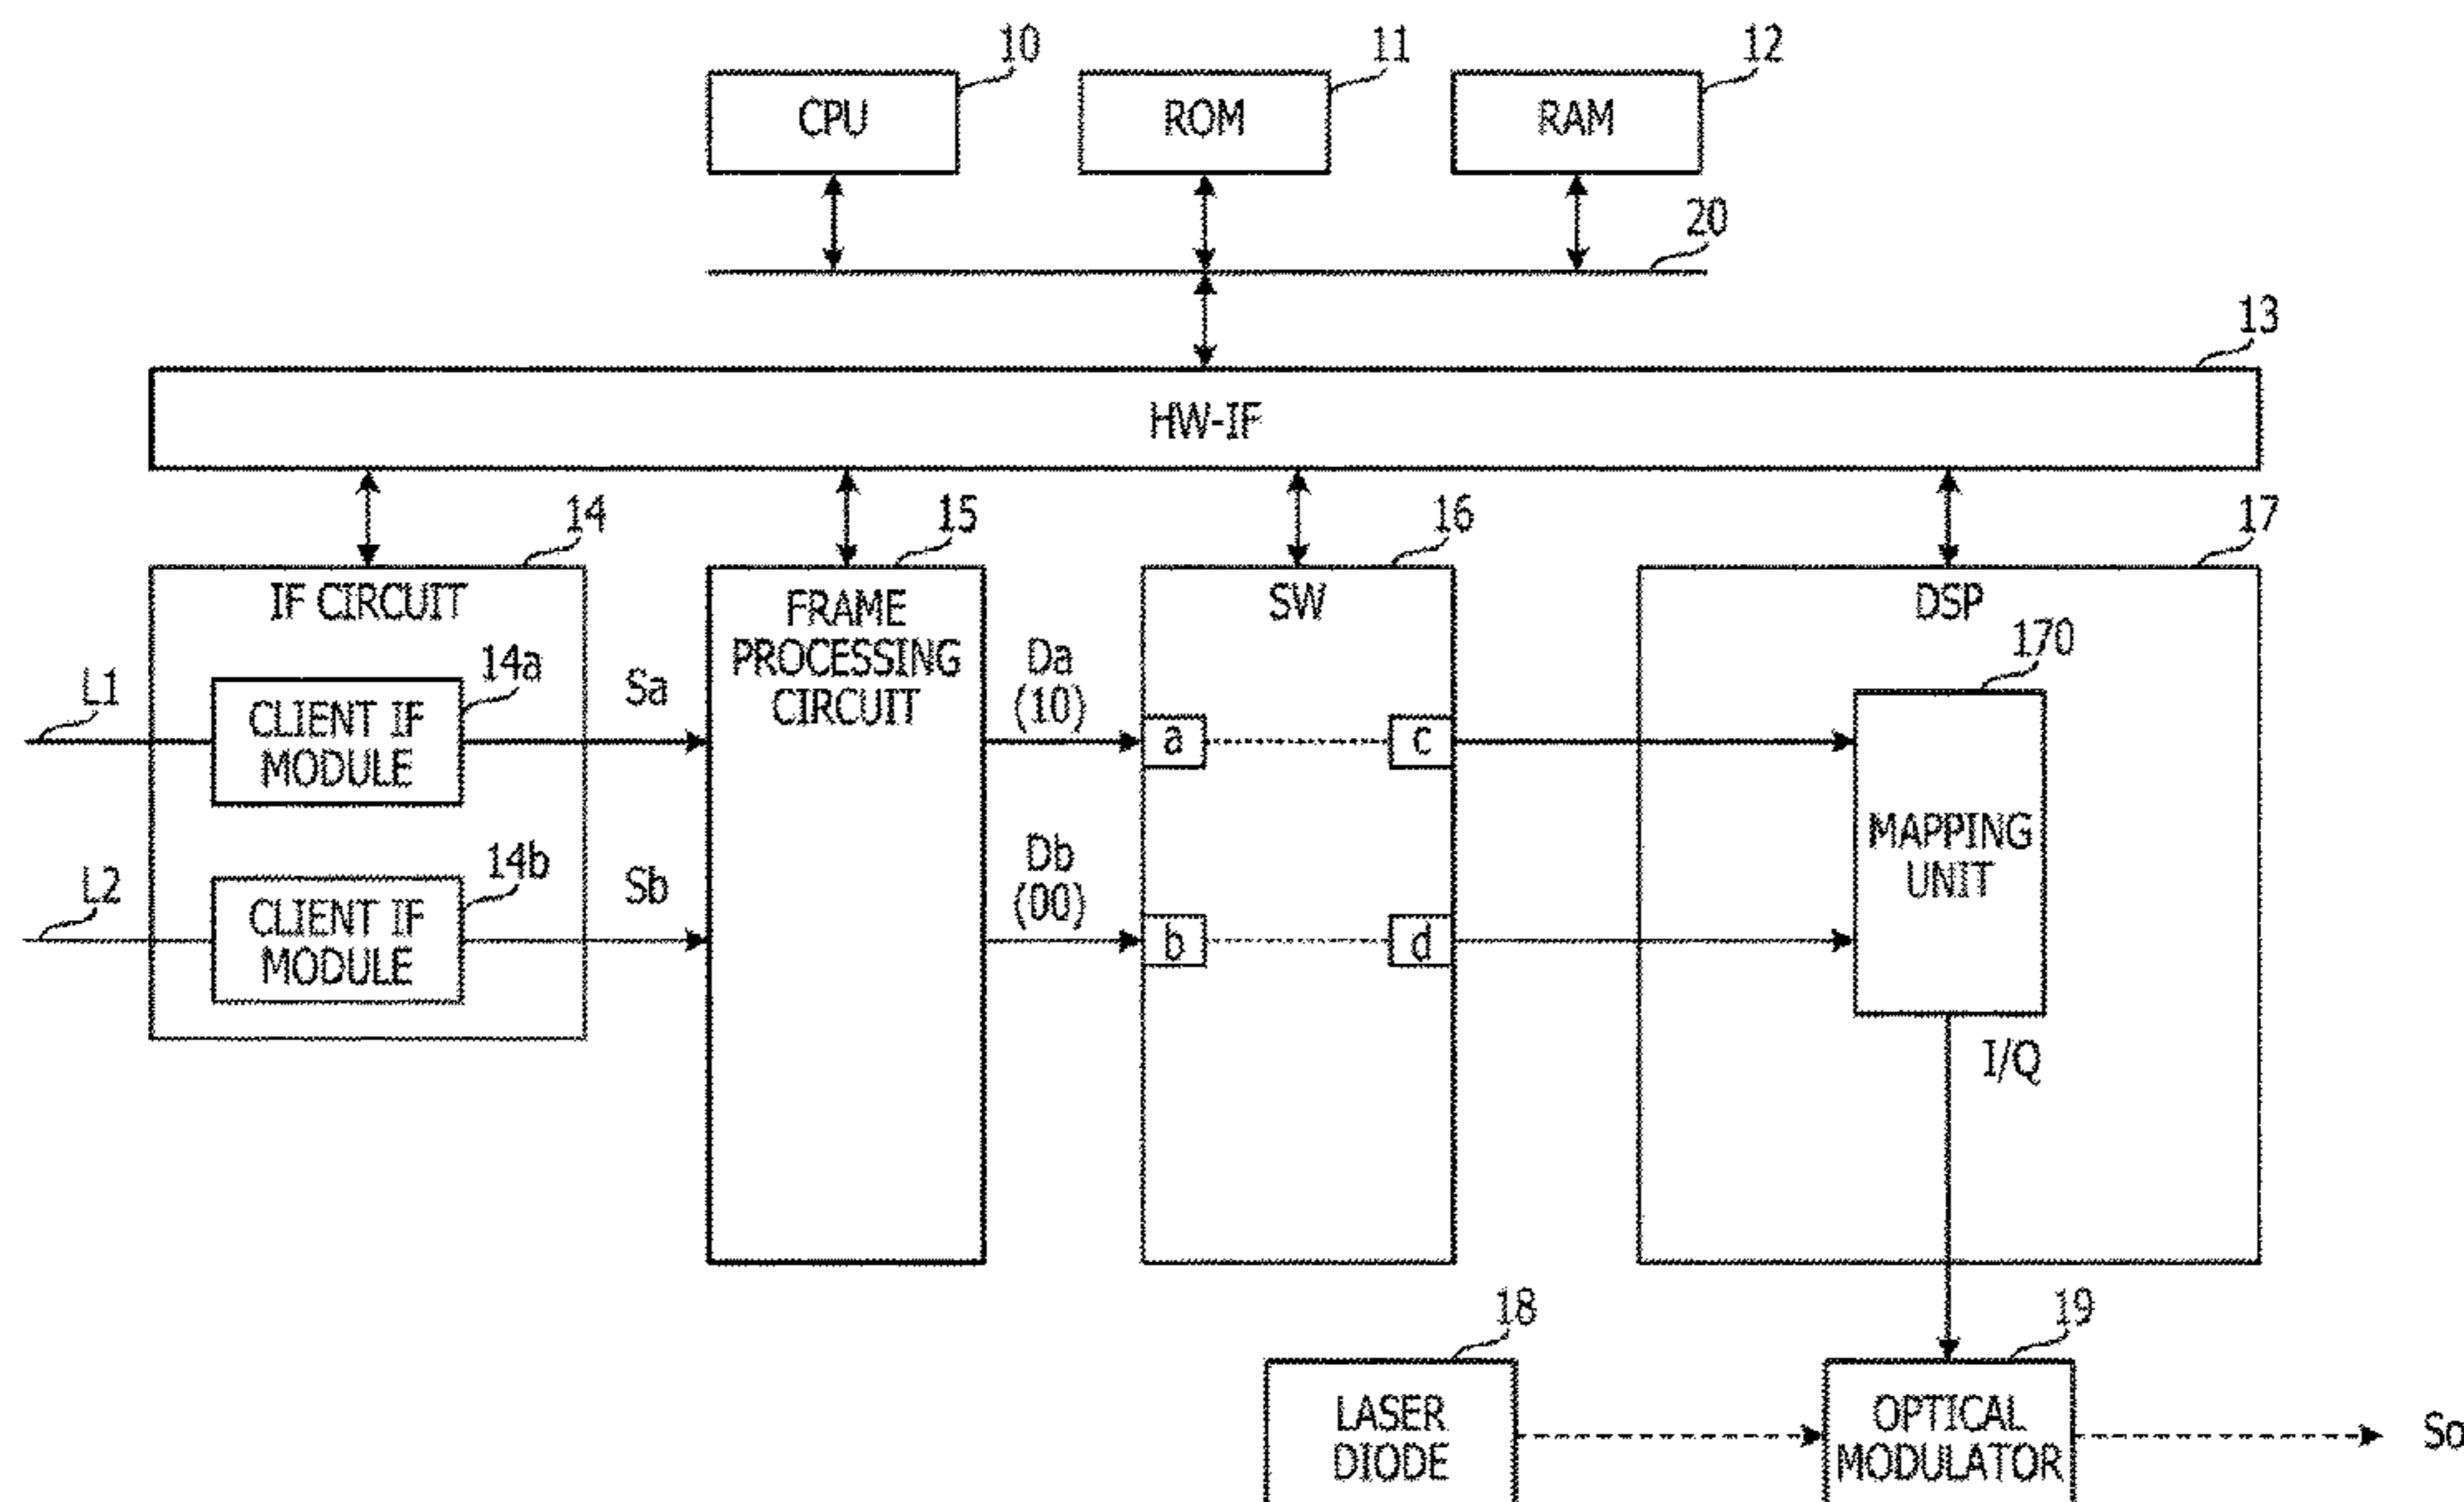 10
11
12
CPU
ROM
RAM
20
13
HW-IF
14
15
16
17
IF CIRCUIT
FRAME
PROCESSING
CIRCUIT
SW
DSP
170
L1
14a
CLIENT IF
MODULE
Sa
Da
(10)
a
c
MAPPING
UNIT
L2
14b
CLIENT IF
MODULE
Sb
Db
(00)
b
d
I/Q
18
19
LASER
DIODE
OPTICAL
MODULATOR
So